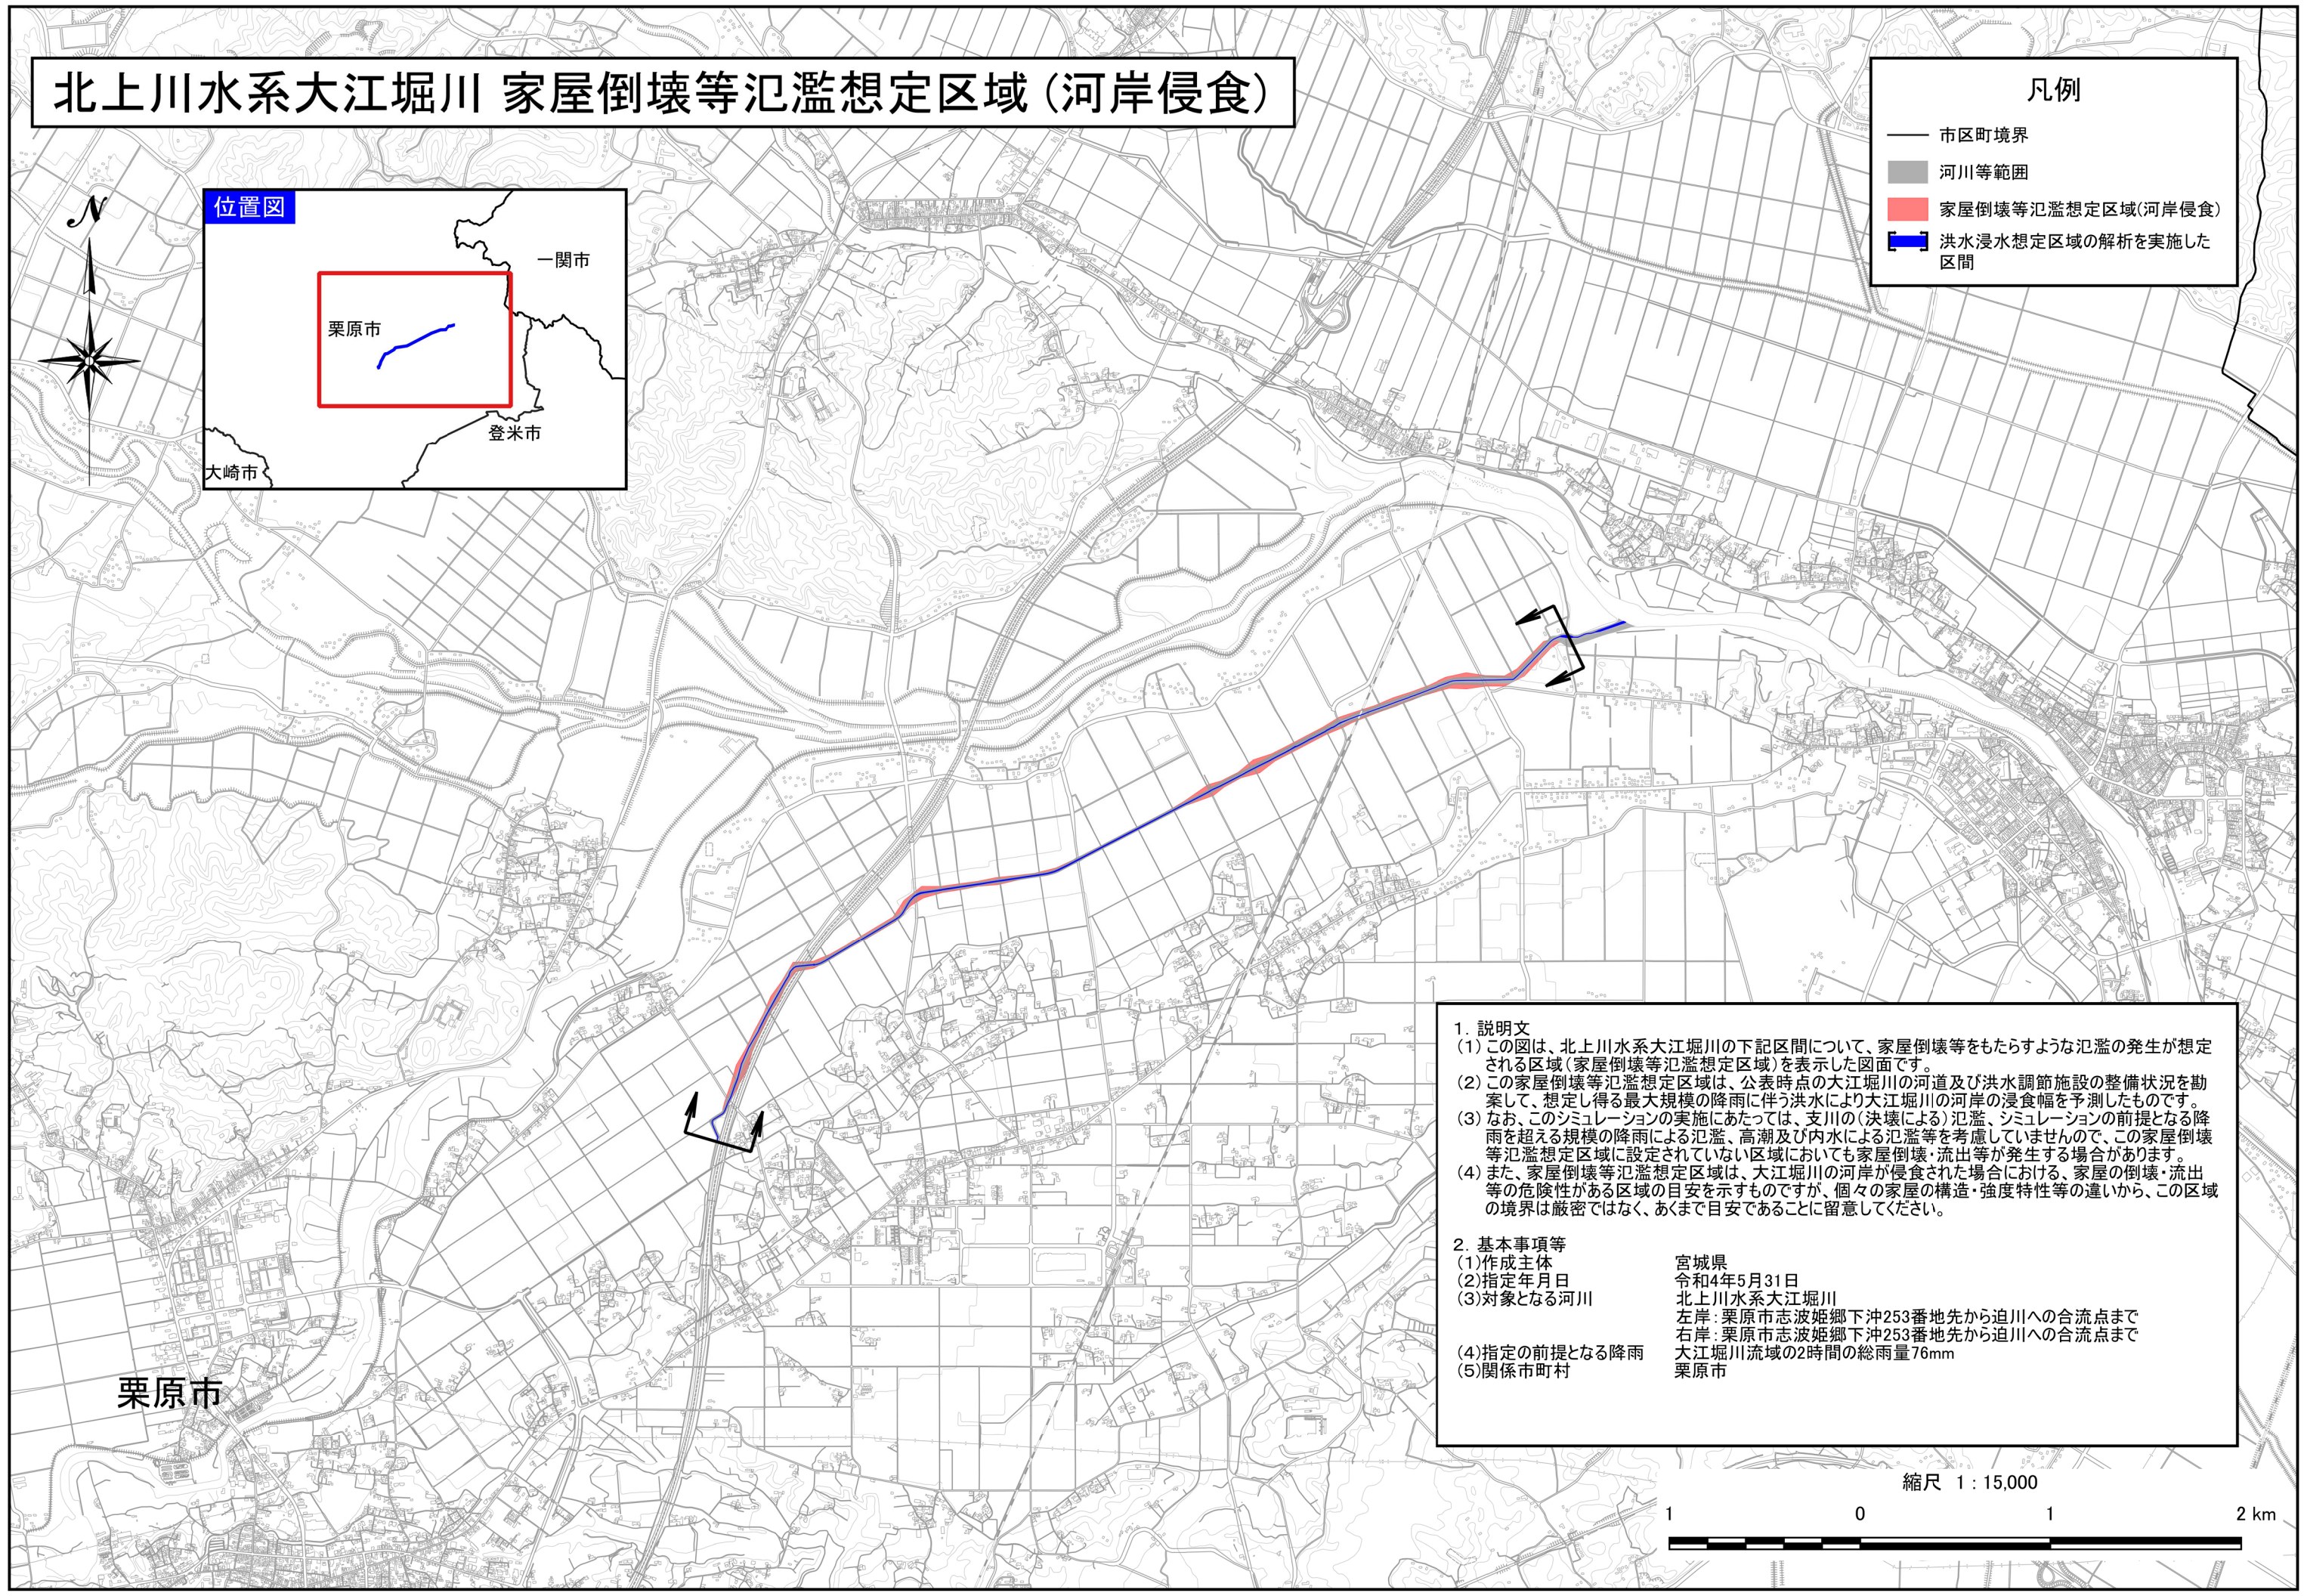 北上川水系大江堀川 家屋倒壊等氾濫想定区域（河岸侵食）
凡例
市区町境界
河川等範囲
家屋倒壊等氾濫想定区域(河岸侵食)
洪水浸水想定区域の解析を実施した
区間
N
位置図
一関市
栗原市
登米市
大崎市
1. 説明文
(1) この図は、北上川水系大江堀川の下記区間について、家屋倒壊等をもたらすような氾濫の発生が想定
される区域（家屋倒壊等氾濫想定区域）を表示した図面です。
(2) この家屋倒壊等氾濫想定区域は、公表時点の大江堀川の河道及び洪水調節施設の整備状況を勘
案して、想定し得る最大規模の降雨に伴う洪水により大江堀川の河岸の浸食幅を予測したものです。
(3) なお、このシミュレーションの実施にあたっては、支川の（決壊による）氾濫、シミュレーションの前提となる降
雨を超える規模の降雨による氾濫、高潮及び内水による氾濫等を考慮していませんので、この家屋倒壊
等氾濫想定区域に設定されていない区域においても家屋倒壊・流出等が発生する場合があります。
(4) また、家屋倒壊等氾濫想定区域は、大江堀川の河岸が侵食された場合における、家屋の倒壊・流出
等の危険性がある区域の目安を示すものですが、個々の家屋の構造・強度特性等の違いから、この区域
の境界は厳密ではなく、あくまで目安であることに留意してください。
2. 基本事項等
(1)作成主体 宮城県
(2)指定年月日 令和4年5月31日
(3)対象となる河川 北上川水系大江堀川
左岸：栗原市志波姫郷下沖253番地先から迫川への合流点まで
右岸：栗原市志波姫郷下沖253番地先から迫川への合流点まで
(4)指定の前提となる降雨 大江堀川流域の2時間の総雨量76mm
(5)関係市町村 栗原市
栗原市
縮尺 1：15,000
1 0 1 2 km